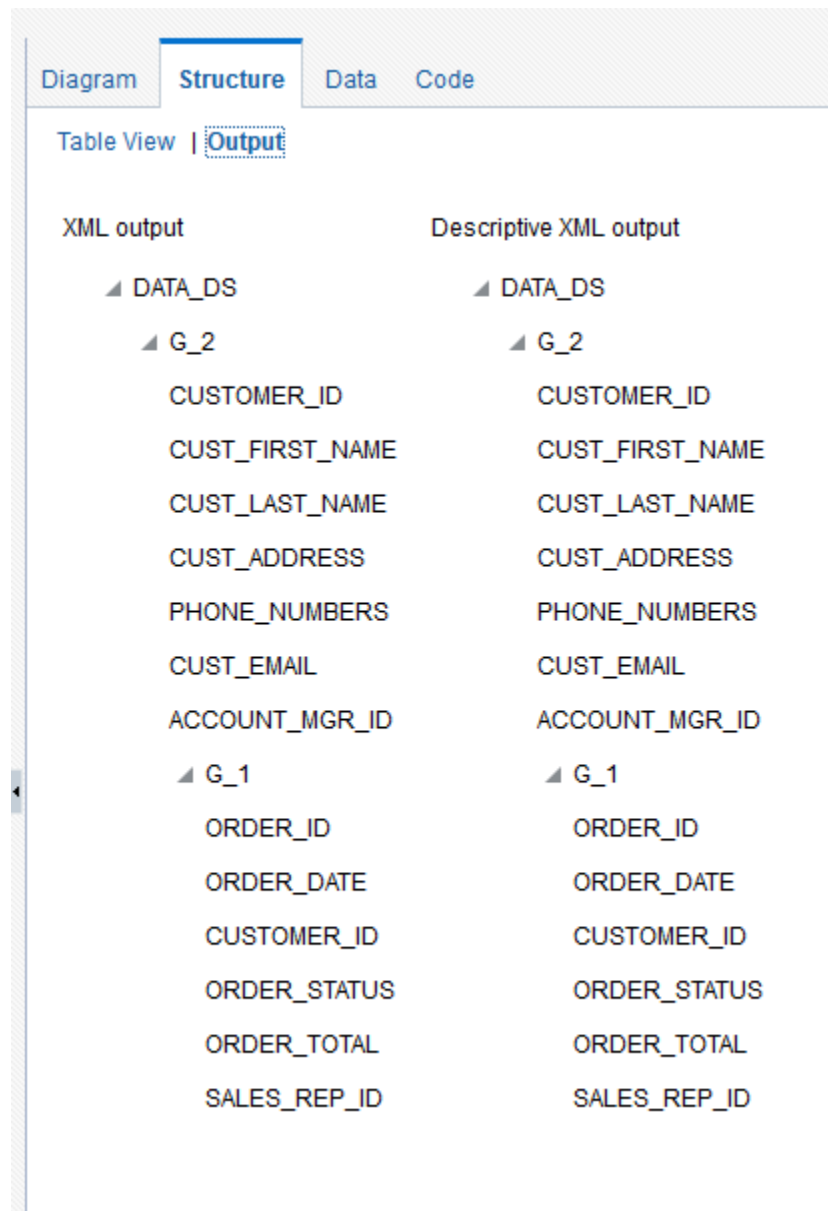 Diagram Structure Data Code
Table View | Output
XML output Descriptive XML output
DATA_DS DATA_DS
G_2 G_2
CUSTOMER_ID CUSTOMER_ID
CUST_FIRST_NAME CUST_FIRST_NAME
CUST_LAST_NAME CUST_LAST_NAME
CUST_ADDRESS CUST_ADDRESS
PHONE_NUMBERS PHONE_NUMBERS
CUST_EMAIL CUST_EMAIL
ACCOUNT_MGR_ID ACCOUNT_MGR_ID
G_1 G_1
ORDER_ID ORDER_ID
ORDER_DATE ORDER_DATE
CUSTOMER_ID CUSTOMER_ID
ORDER_STATUS ORDER_STATUS
ORDER_TOTAL ORDER_TOTAL
SALES_REP_ID SALES_REP_ID